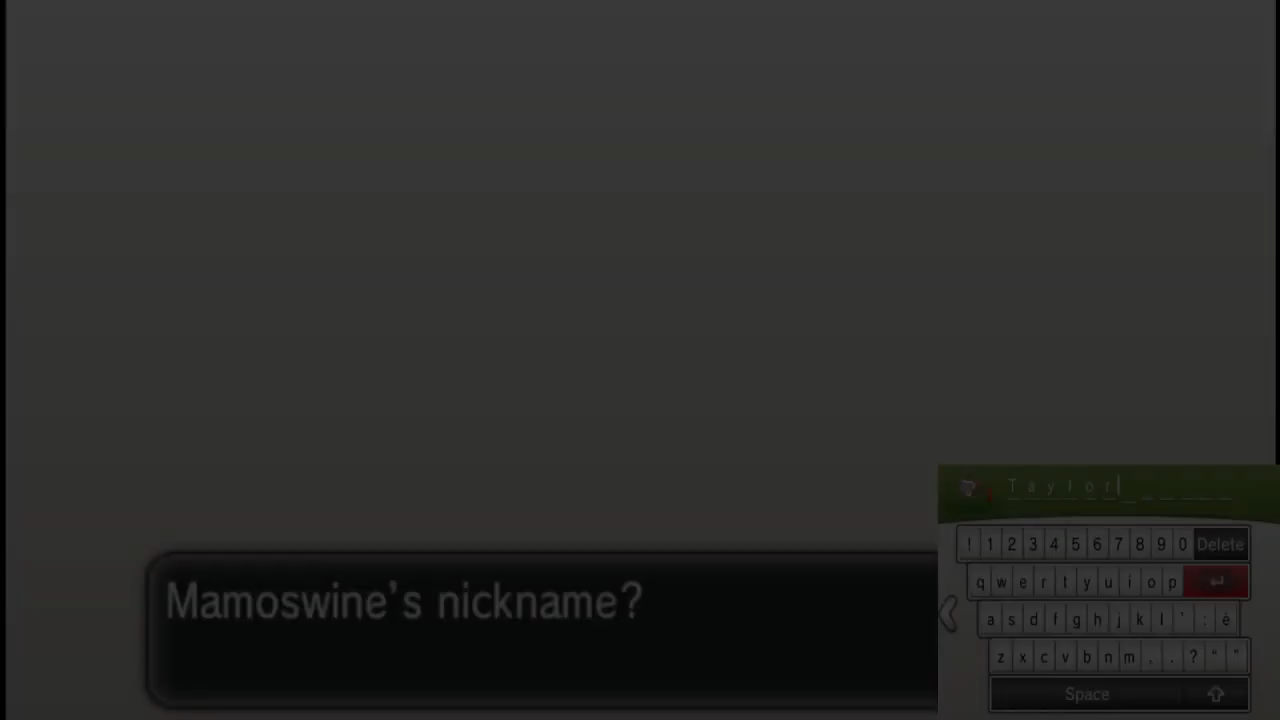 Mamoswine's nickname?
Taylor
! 1 2 3 4 5 6 7 8 9 0 Delete
q w e r t y u i o p
a s d f g h j k l ` : é
z x c v b n m , . ? “ ”
Space